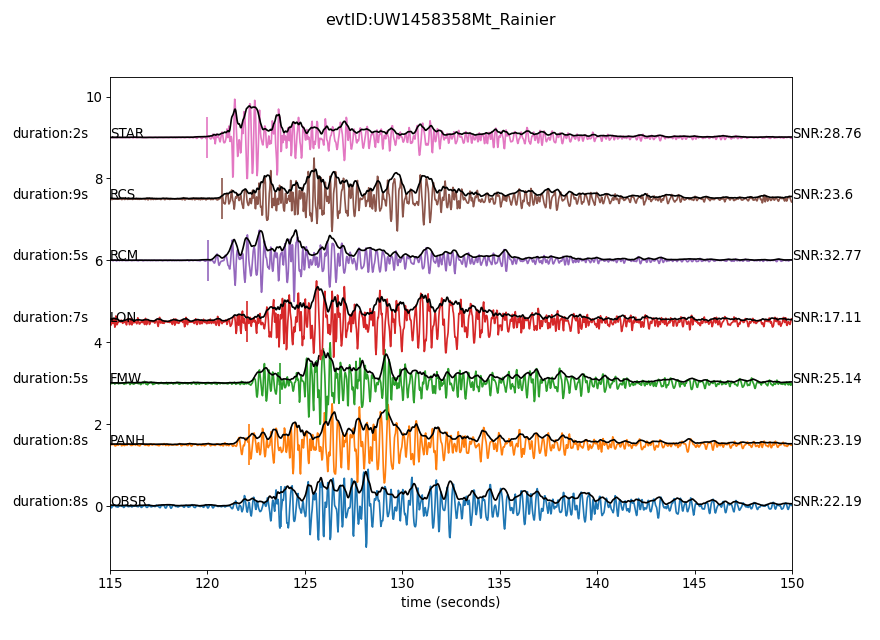 evtID:UW1458358Mt_Rainier
10
duration:2s STAR SNR:28.76
8
duration:9s RCS SNR:23.6
duration:5s RCM SNR:32.77
6
duration:7s LON SNR:17.11
4
duration:5s FMW SNR:25.14
2
duration:8s PANH SNR:23.19
duration:8s OBSR SNR:22.19
0
115 120 125 130 135 140 145 150
time (seconds)